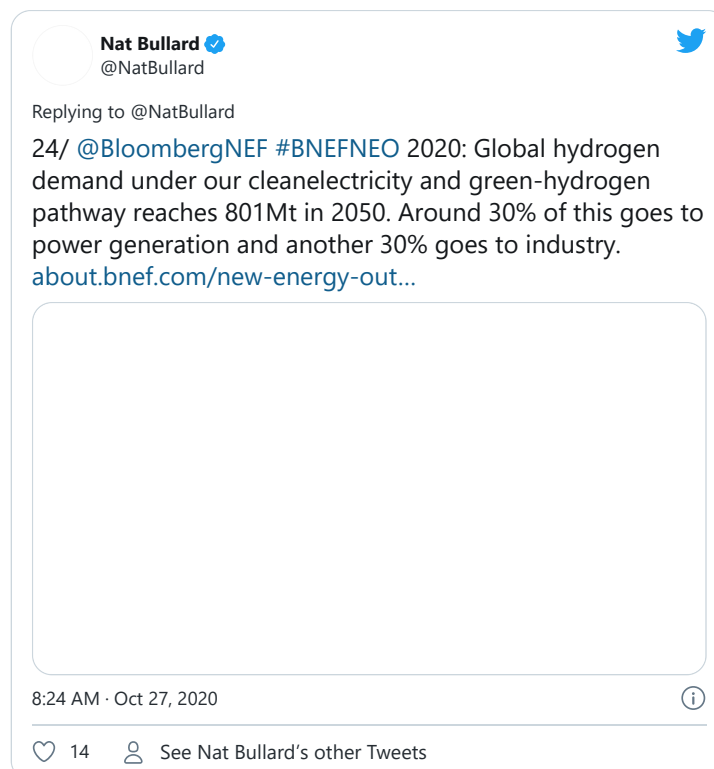 Nat Bullard
@NatBullard
Replying to @NatBullard
24/ @BloombergNEF #BNEFNEO 2020: Global hydrogen
demand under our cleanelectricity and green-hydrogen
pathway reaches 801Mt in 2050. Around 30% of this goes to
power generation and another 30% goes to industry.
about.bnef.com/new-energy-out…
8:24 AM · Oct 27, 2020
14 See Nat Bullard’s other Tweets